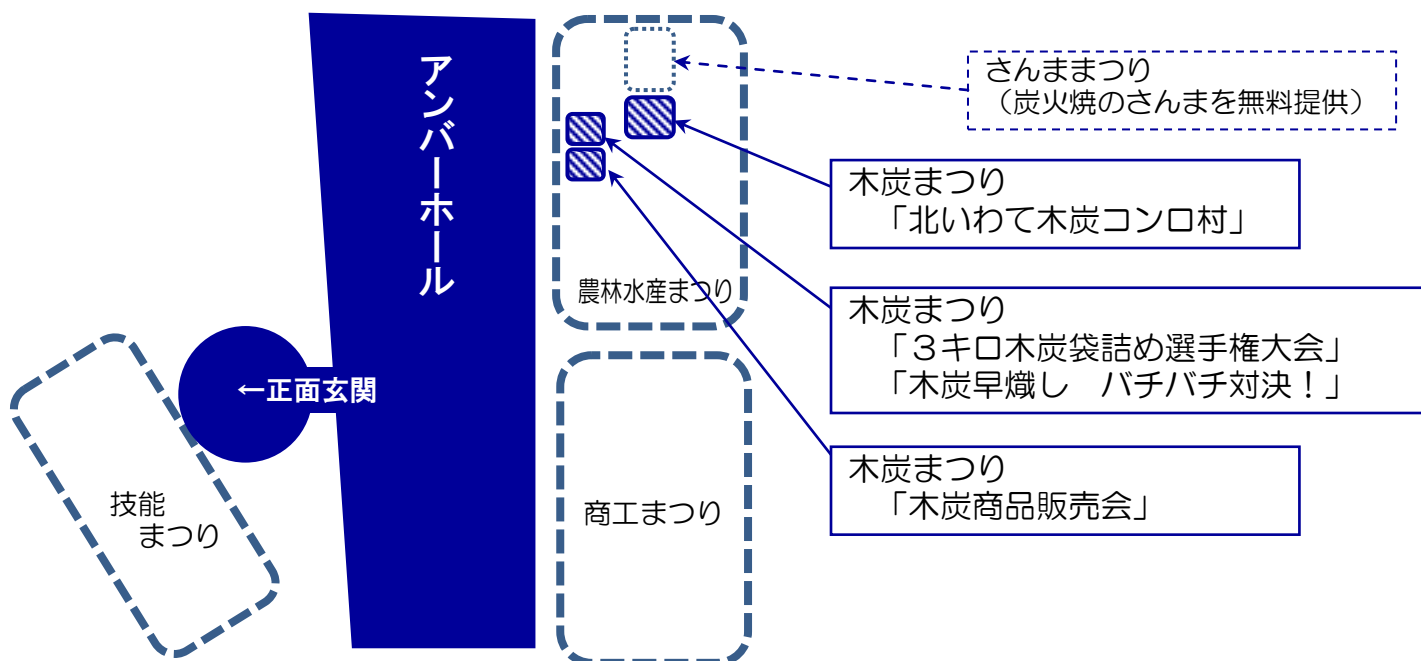 アンバーホール
さんままつり
（炭火焼のさんまを無料提供）
木炭まつり
「北いわて木炭コンロ村」
農林水産まつり
木炭まつり
「３キロ木炭袋詰め選手権大会」
「木炭早熾し　バチバチ対決！」
←正面玄関
木炭まつり
「木炭商品販売会」
技能
まつり
商工まつり